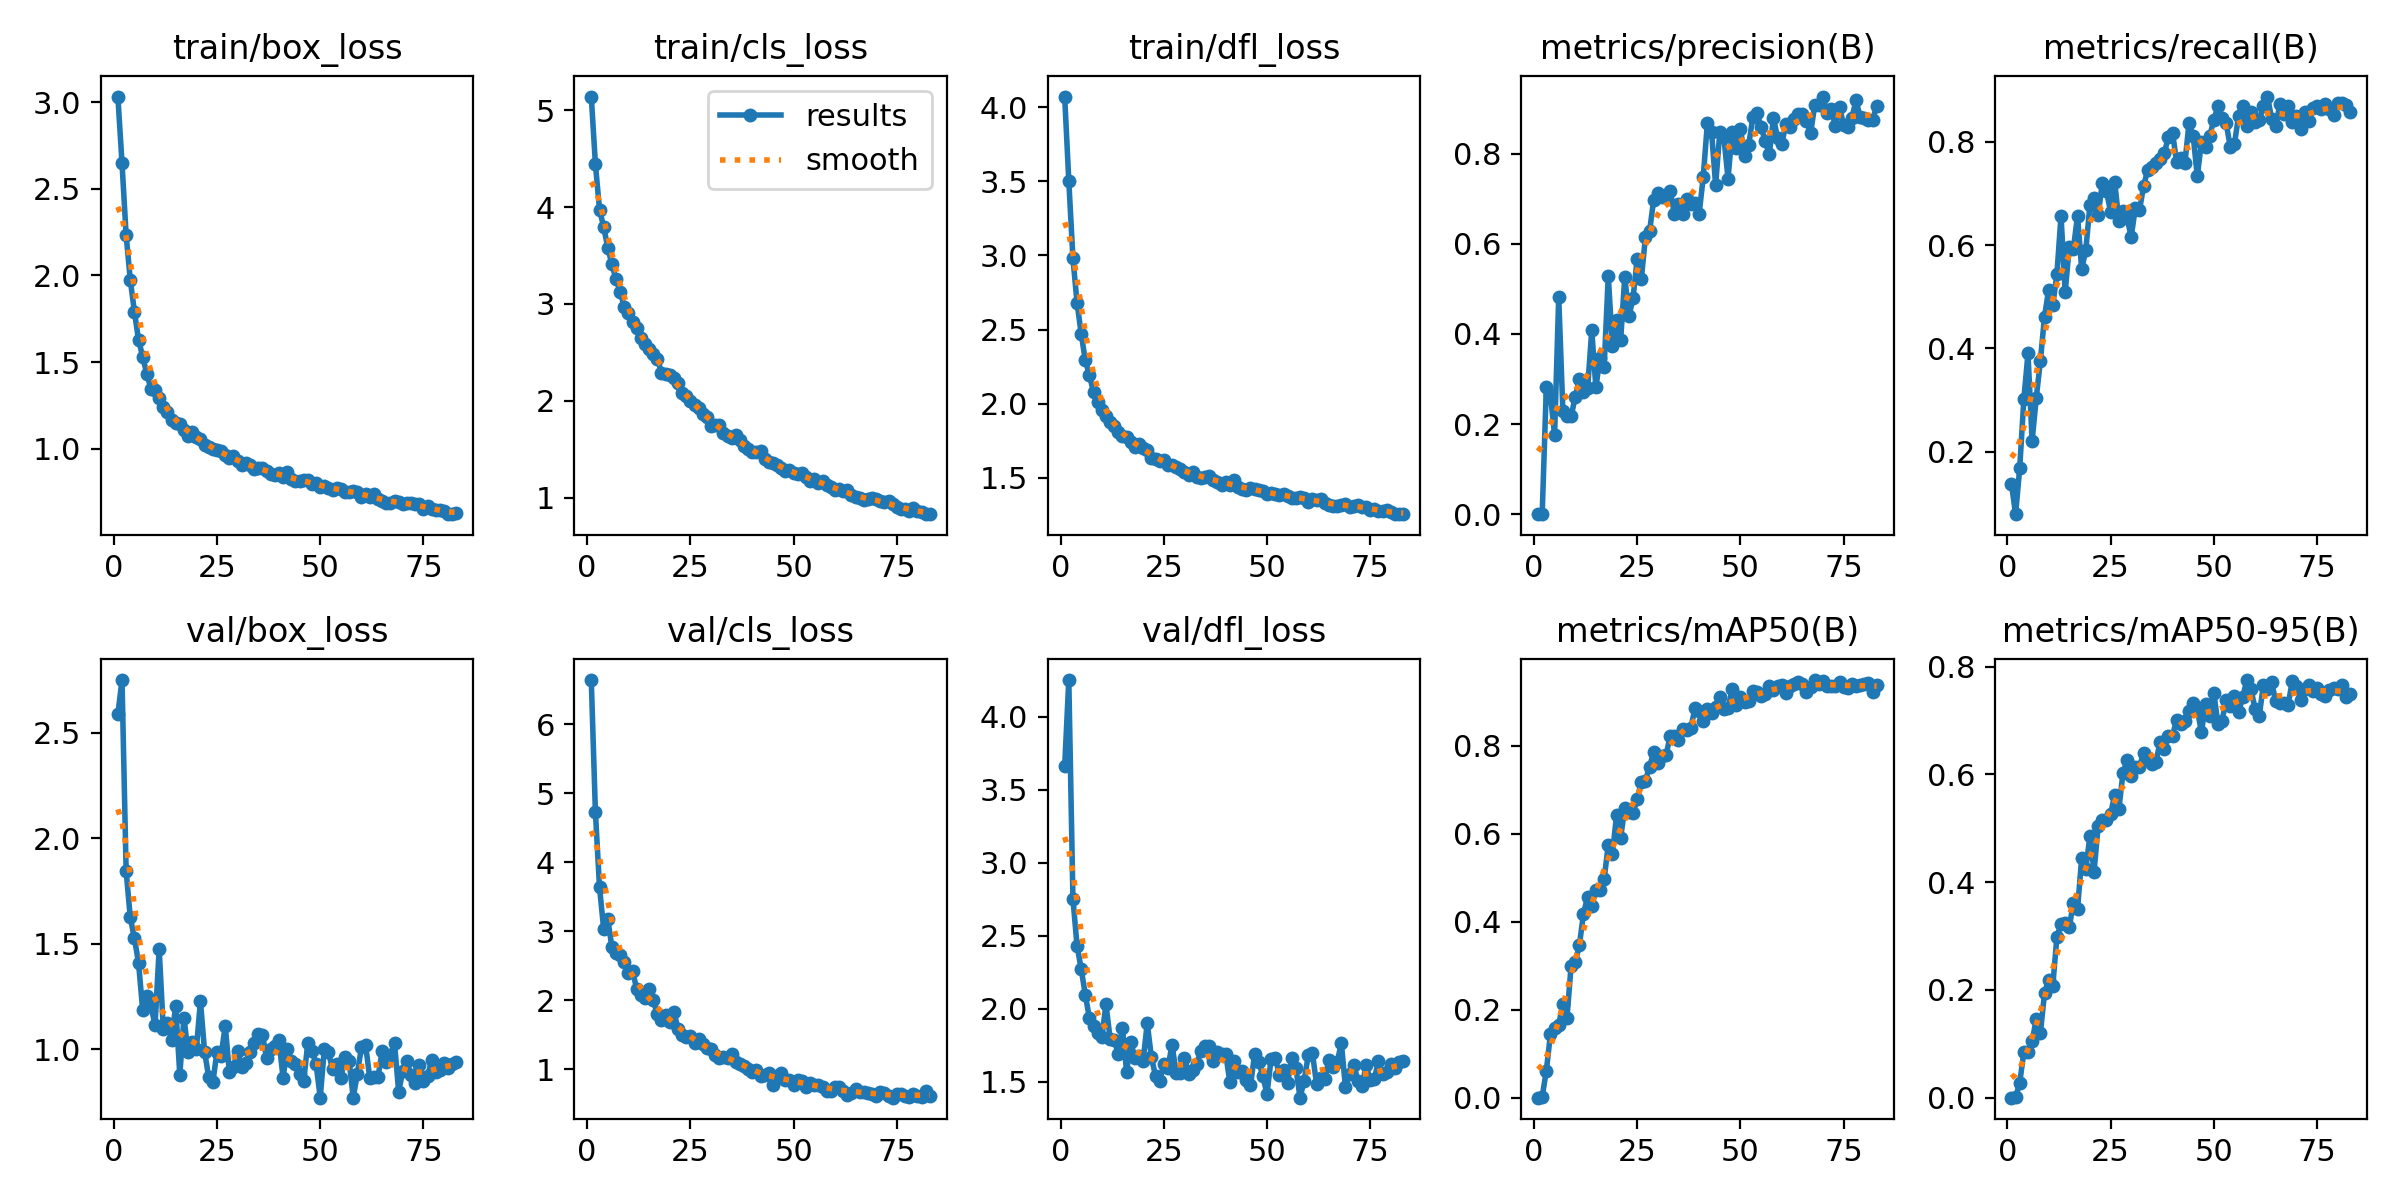 train/box_loss
3.0
2.5
2.0
1.5
1.0
0 25 50 75
train/cls_loss
results
smooth
5
4
3
2
1
0 25 50 75
train/dfl_loss
4.0
3.5
3.0
2.5
2.0
1.5
0 25 50 75
metrics/precision(B)
0.8
0.6
0.4
0.2
0.0
0 25 50 75
metrics/recall(B)
0.8
0.6
0.4
0.2
0 25 50 75
val/box_loss
2.5
2.0
1.5
1.0
0 25 50 75
val/cls_loss
6
5
4
3
2
1
0 25 50 75
val/dfl_loss
4.0
3.5
3.0
2.5
2.0
1.5
0 25 50 75
metrics/mAP50(B)
0.8
0.6
0.4
0.2
0.0
0 25 50 75
metrics/mAP50-95(B)
0.8
0.6
0.4
0.2
0.0
0 25 50 75